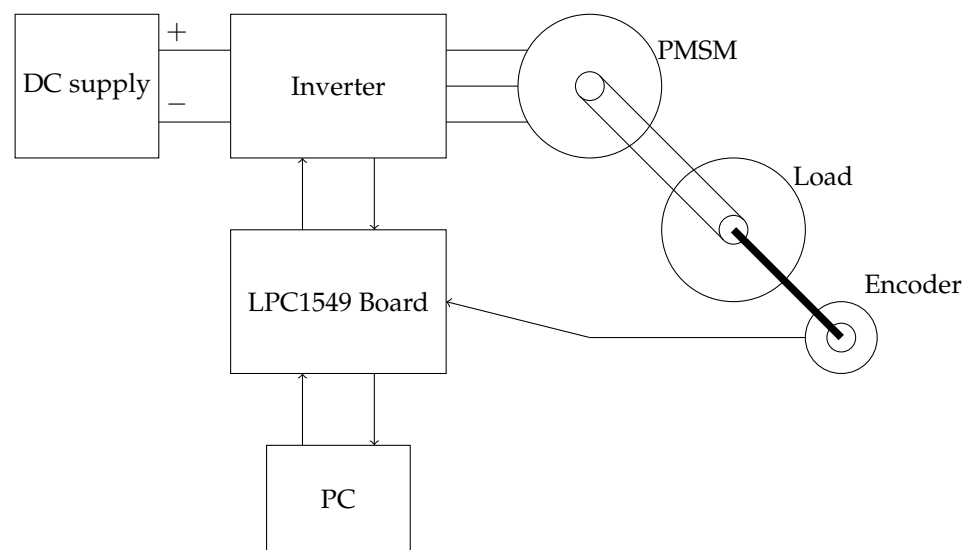 +
PMSM
DC supply
Inverter
−
Load
Encoder
LPC1549 Board
PC